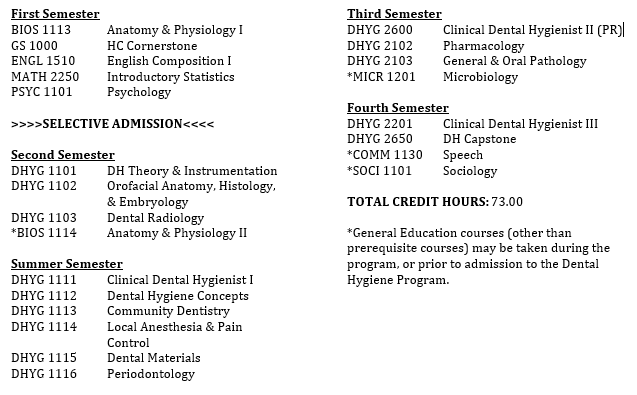 First Semester
BIOS 1113 Anatomy & Physiology I
GS 1000 HC Cornerstone
ENGL 1510 English Composition I
MATH 2250 Introductory Statistics
PSYC 1101 Psychology
>>>>SELECTIVE ADMISSION<<<<
Second Semester
DHYG 1101 DH Theory & Instrumentation
DHYG 1102 Orofacial Anatomy, Histology,
& Embryology
DHYG 1103 Dental Radiology
*BIOS 1114 Anatomy & Physiology II
Summer Semester
DHYG 1111 Clinical Dental Hygienist I
DHYG 1112 Dental Hygiene Concepts
DHYG 1113 Community Dentistry
DHYG 1114 Local Anesthesia & Pain
Control
DHYG 1115 Dental Materials
DHYG 1116 Periodontology
Third Semester
DHYG 2600 Clinical Dental Hygienist II (PR)
DHYG 2102 Pharmacology
DHYG 2103 General & Oral Pathology
*MICR 1201 Microbiology
Fourth Semester
DHYG 2201 Clinical Dental Hygienist III
DHYG 2650 DH Capstone
*COMM 1130 Speech
*SOCI 1101 Sociology
TOTAL CREDIT HOURS: 73.00
*General Education courses (other than
prerequisite courses) may be taken during the
program, or prior to admission to the Dental
Hygiene Program.